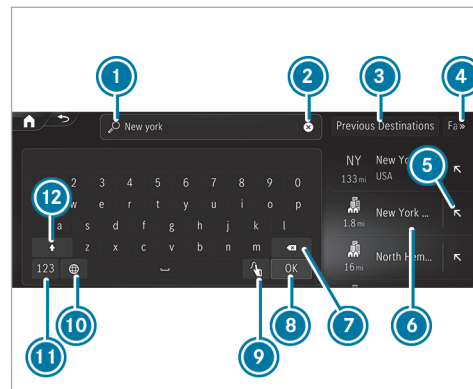 1 2 3 4
New york Previous Destinations Fa»
NY New Yo
USA
133 mi
5
12 2 3 4 5 6 7 8 9 0
w e r t y u i o p
New York ...
1.8 mi
a s d f g h j k l
z x c v b n m
North Hem...
16 mi
123 OK
11 10 9 8 7 6